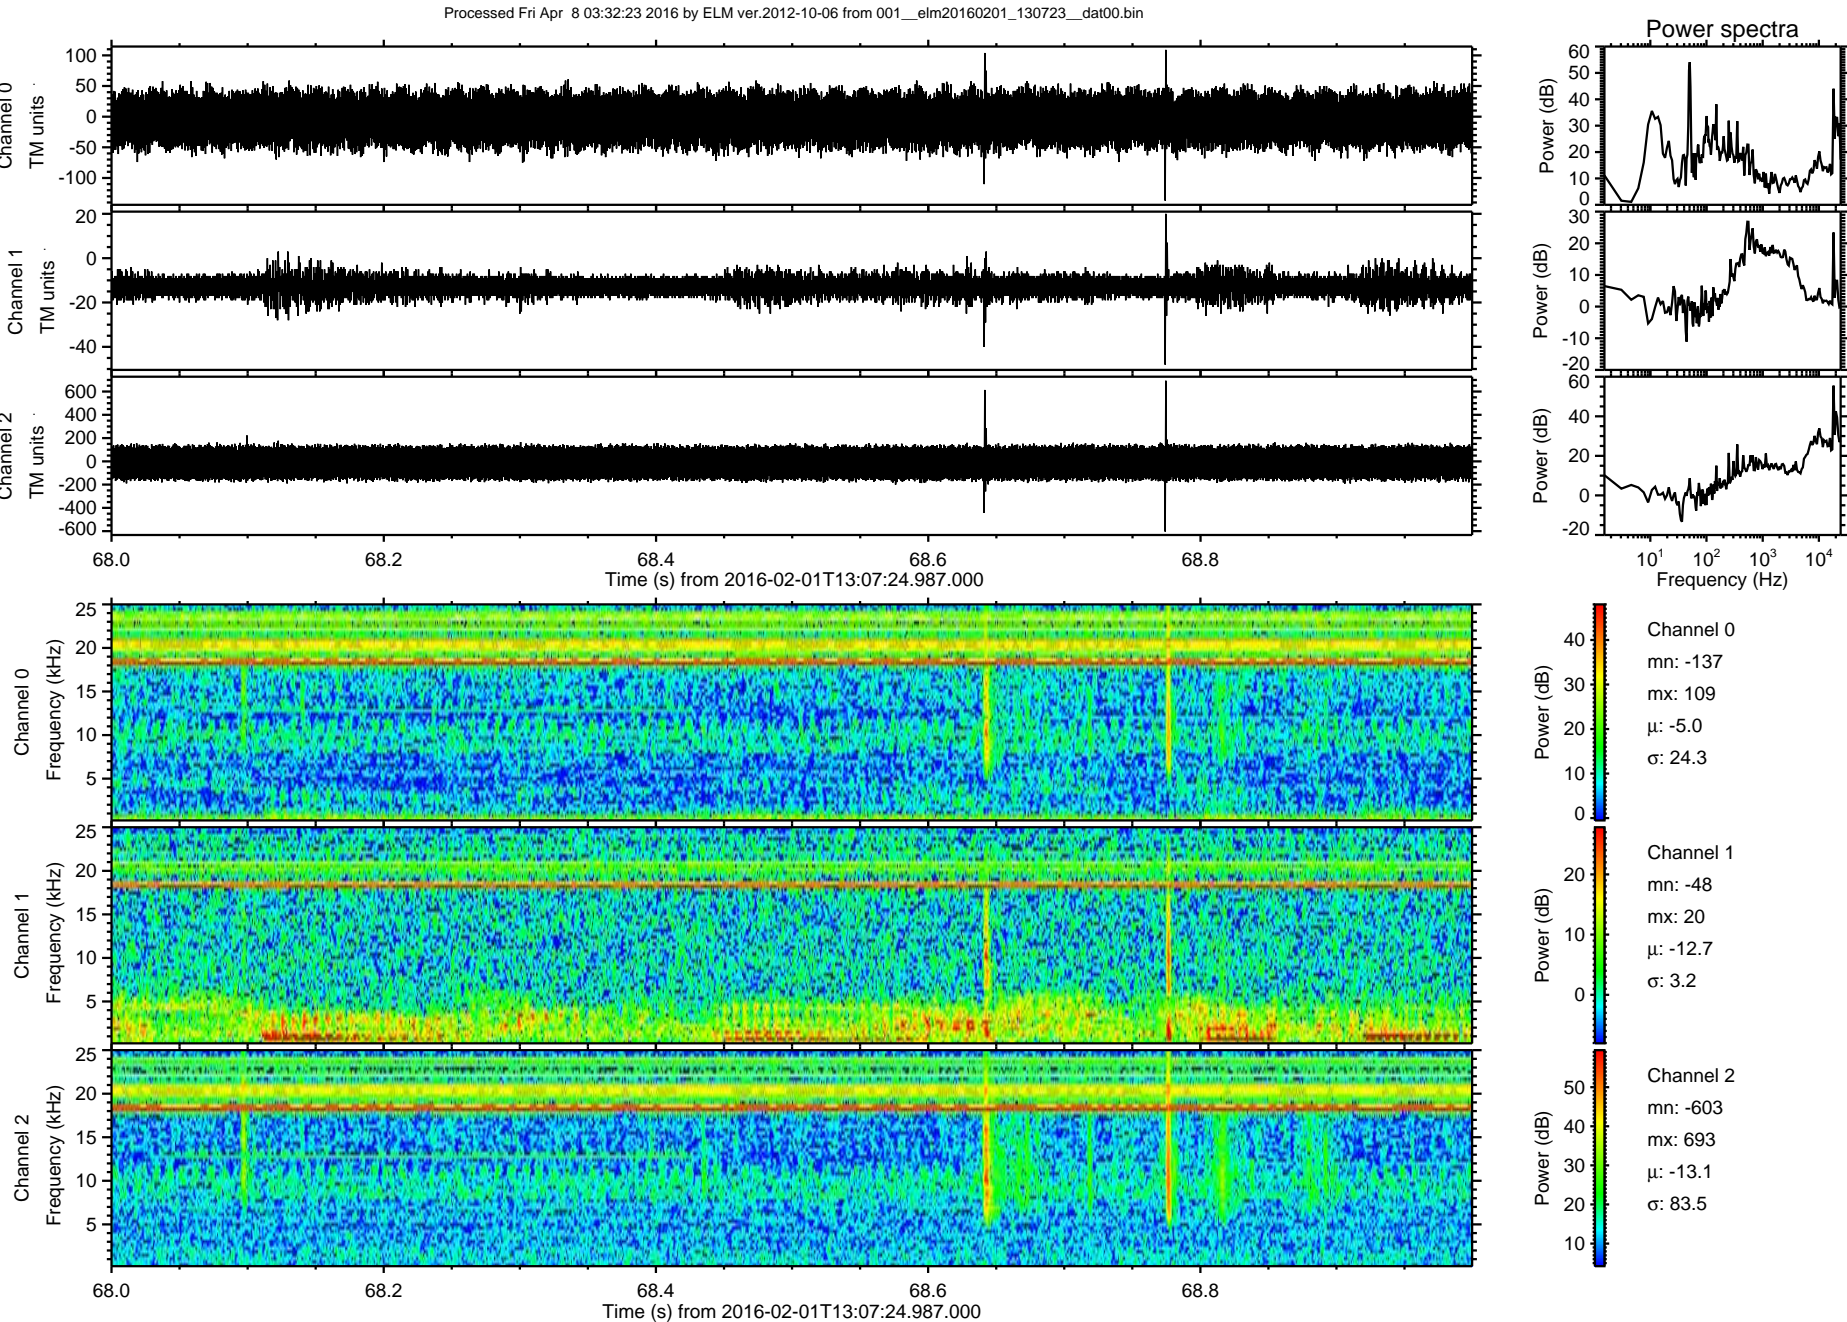 Processed Fri Apr  8 03:32:23 2016 by ELM ver.2012-10-06 from 001__elm20160201_130723__dat00.bin
Power spectra
Channel 0
TM units
100
50
0
-50
-100
Power (dB)
60
50
40
30
20
10
0
Channel 1
TM units
20
0
-20
-40
Power (dB)
30
20
10
0
-10
-20
Channel 2
TM units
600
400
200
0
-200
-400
-600
Power (dB)
60
40
20
0
-20
68.0 68.2 68.4 68.6 68.8
Time (s) from 2016-02-01T13:07:24.987.000
10¹ 10² 10³ 10⁴
Frequency (Hz)
Channel 0
Frequency (kHz)
25
20
15
10
5
Power (dB)
40
30
20
10
0
Channel 0
mn: -137
mx: 109
μ: -5.0
σ: 24.3
Channel 1
Frequency (kHz)
25
20
15
10
5
Power (dB)
20
10
0
Channel 1
mn: -48
mx: 20
μ: -12.7
σ: 3.2
Channel 2
Frequency (kHz)
25
20
15
10
5
Power (dB)
50
40
30
20
10
Channel 2
mn: -603
mx: 693
μ: -13.1
σ: 83.5
68.0 68.2 68.4 68.6 68.8
Time (s) from 2016-02-01T13:07:24.987.000